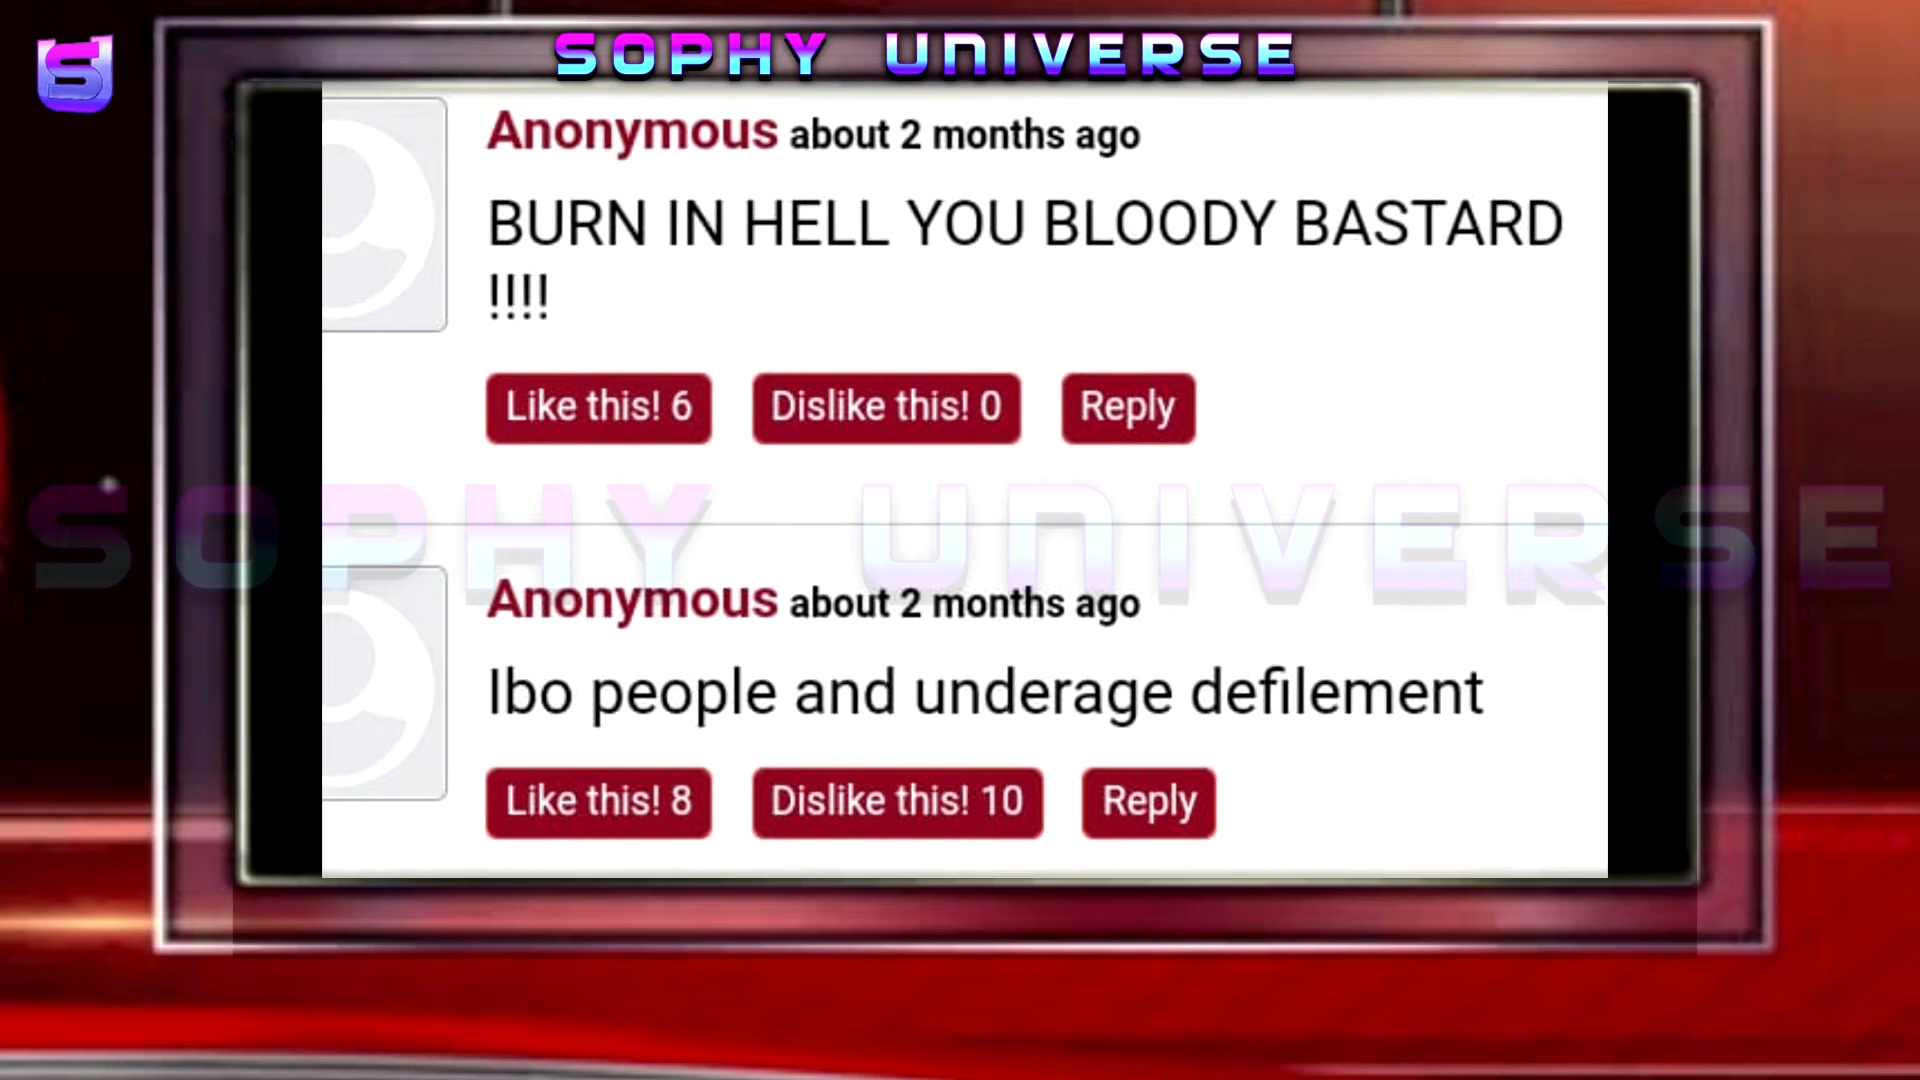 S
SOPHY UNIVERSE
Anonymous about 2 months ago
BURN IN HELL YOU BLOODY BASTARD
!!!!
Like this! 6 Dislike this! 0 Reply
SOPHY UNIVERSE
Anonymous about 2 months ago
Ibo people and underage defilement
Like this! 8 Dislike this! 10 Reply